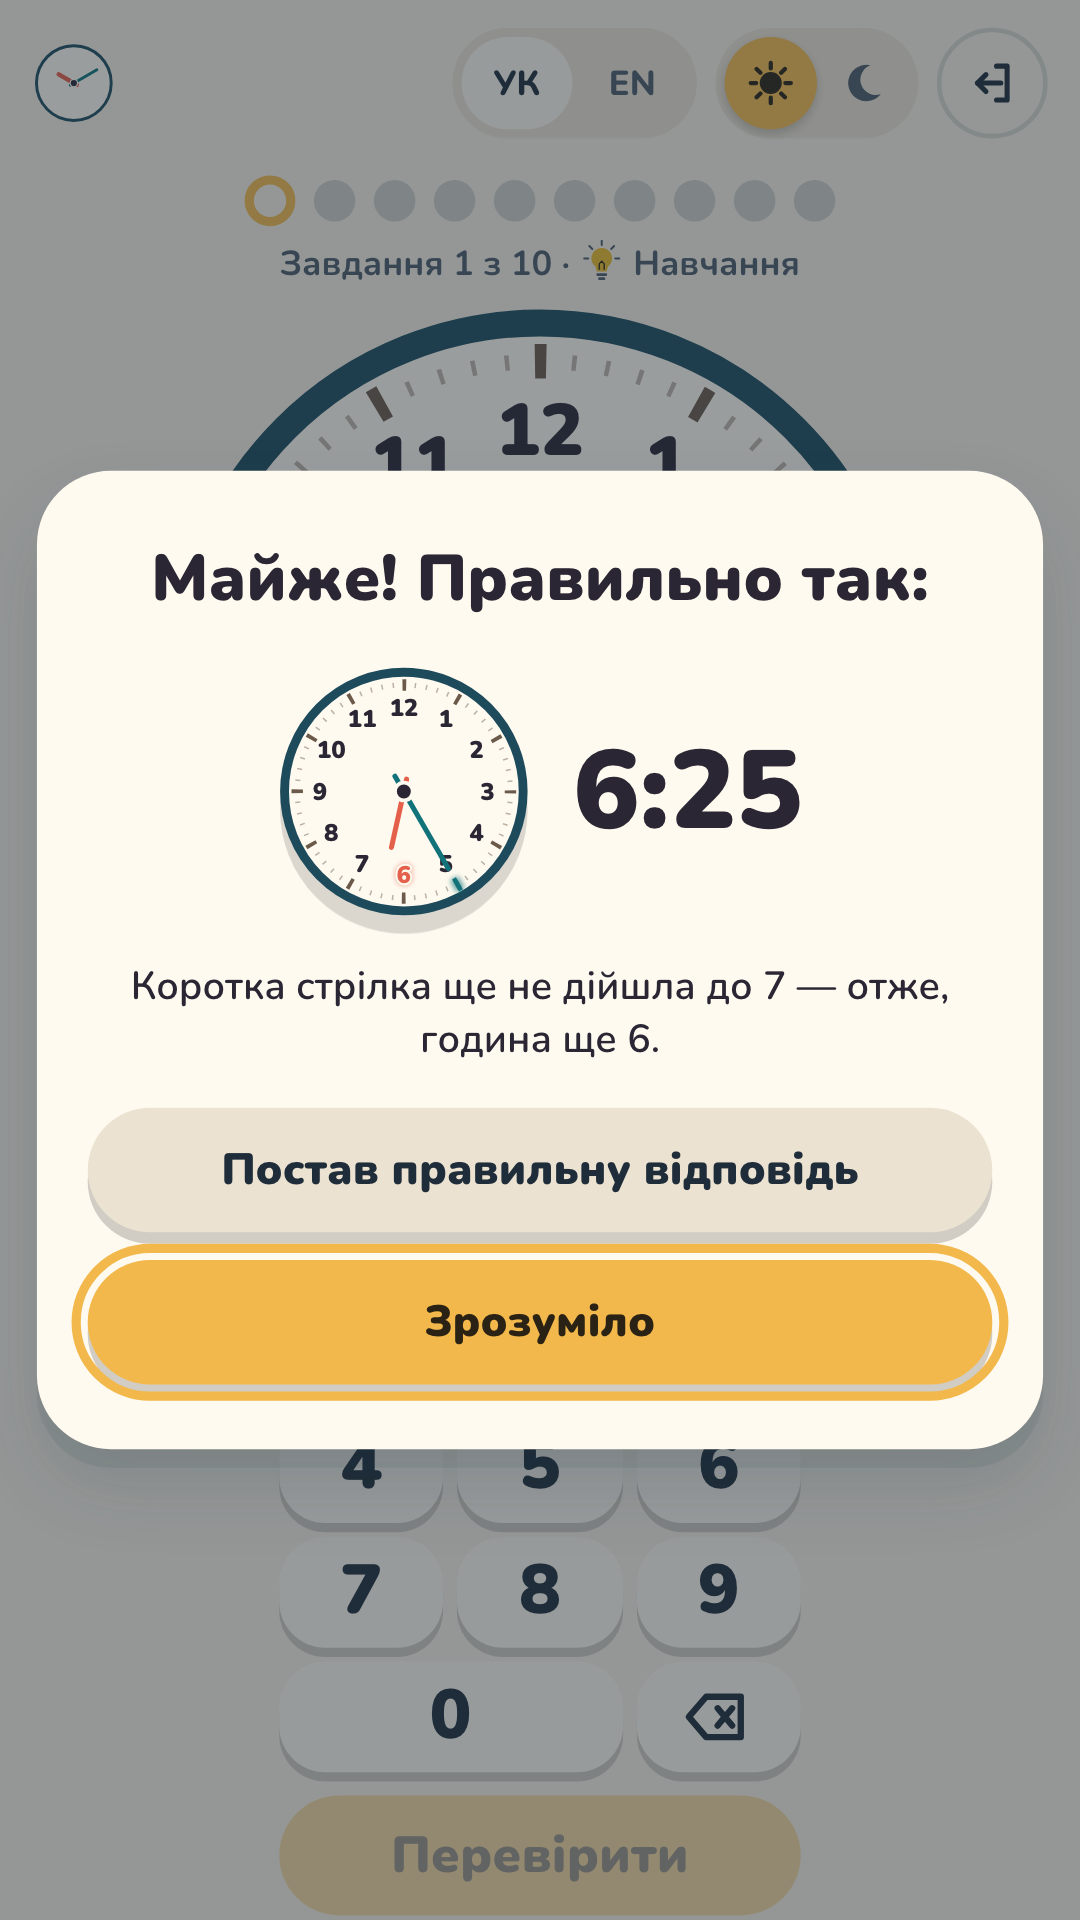 УК EN
Завдання 1 з 10 · Навчання
11 12 1
Майже! Правильно так:
12
11 1
10 2
9 3
8 4
7 5
6
6:25
Коротка стрілка ще не дійшла до 7 — отже,
година ще 6.
Постав правильну відповідь
Зрозуміло
4 5 6
7 8 9
0
Перевірити